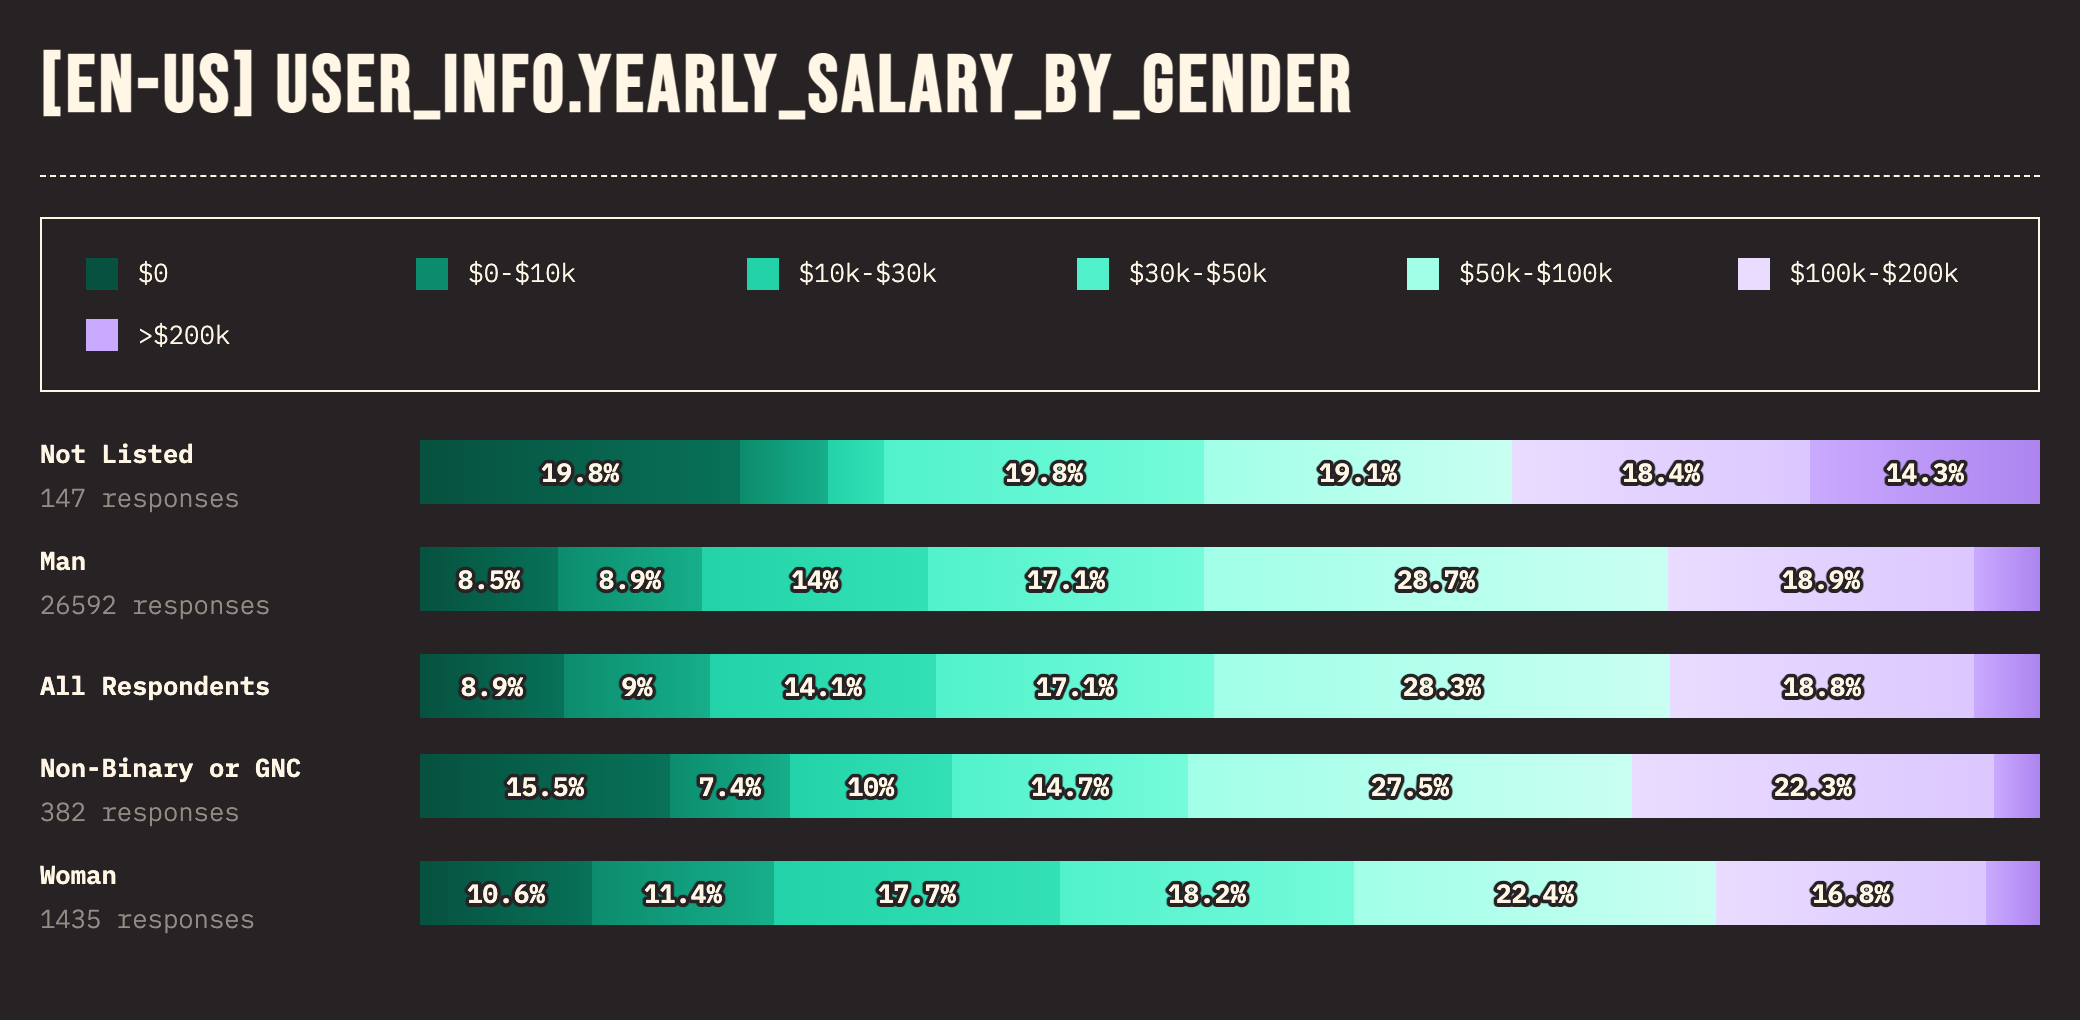 [EN-US] USER_INFO.YEARLY_SALARY_BY_GENDER
$0 $0-$10k $10k-$30k $30k-$50k $50k-$100k $100k-$200k
>$200k
Not Listed
147 responses
19.8% 19.8% 19.1% 18.4% 14.3%
Man
26592 responses
8.5% 8.9% 14% 17.1% 28.7% 18.9%
All Respondents
8.9% 9% 14.1% 17.1% 28.3% 18.8%
Non-Binary or GNC
382 responses
15.5% 7.4% 10% 14.7% 27.5% 22.3%
Woman
1435 responses
10.6% 11.4% 17.7% 18.2% 22.4% 16.8%